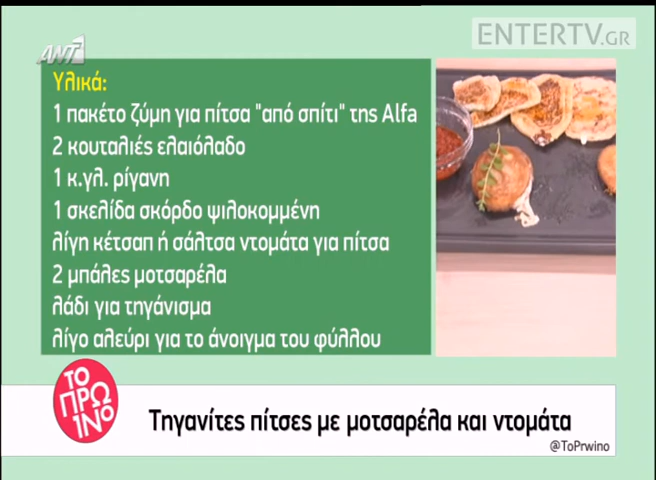 ENTERTV.GR
ANT1
Υλικά:
1 πακέτο ζύμη για πίτσα "από σπίτι" της Alfa
2 κουταλιές ελαιόλαδο
1 κ.γλ. ρίγανη
1 σκελίδα σκόρδο ψιλοκομμένη
λίγη κέτσαπ ή σάλτσα ντομάτα για πίτσα
2 μπάλες μοτσαρέλα
λάδι για τηγάνισμα
λίγο αλεύρι για το άνοιγμα του φύλλου
ΤΟ
ΠΡΩ
ΙΝΟ
Τηγανίτες πίτσες με μοτσαρέλα και ντομάτα
@ToPrwino